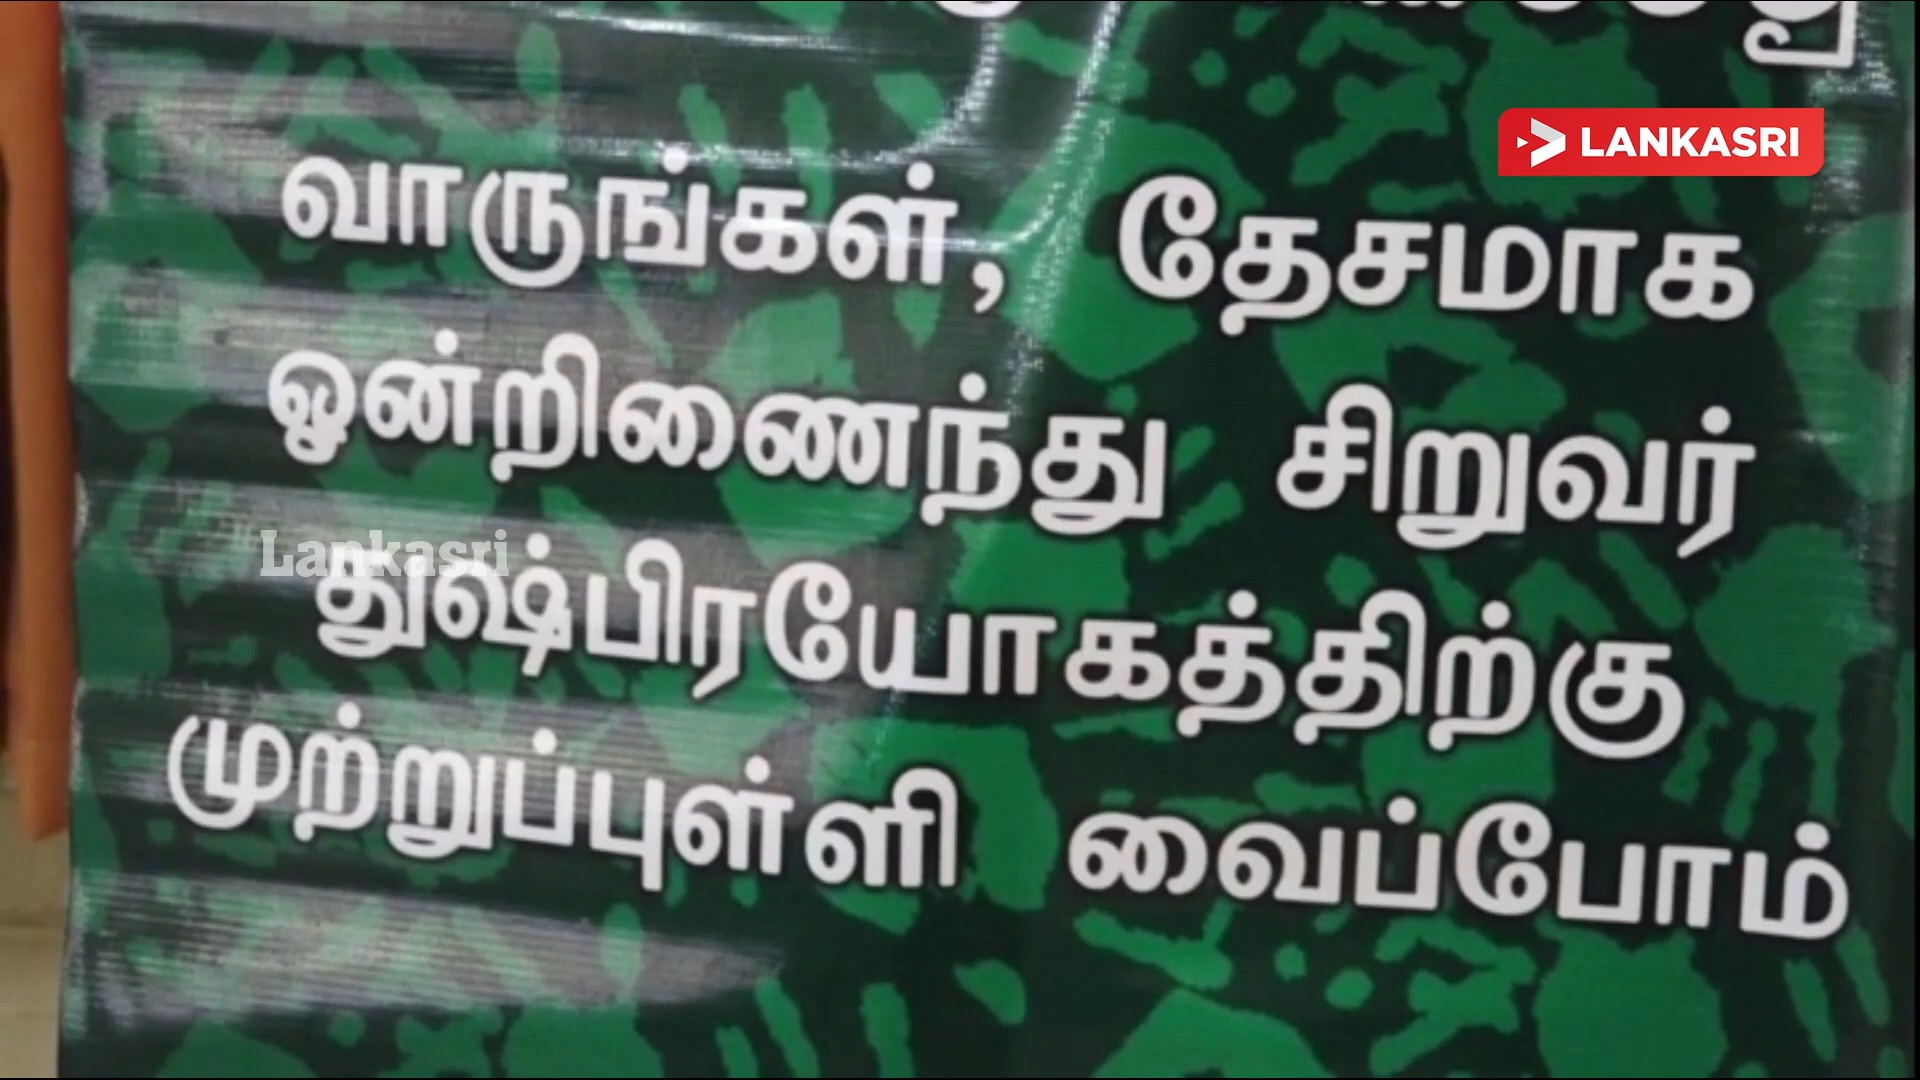 LANKASRI
வாருங்கள், தேசமாக
ஒன்றிணைந்து சிறுவர்
Lankasri
துஷ்பிரயோகத்திற்கு
முற்றுப்புள்ளி வைப்போம்